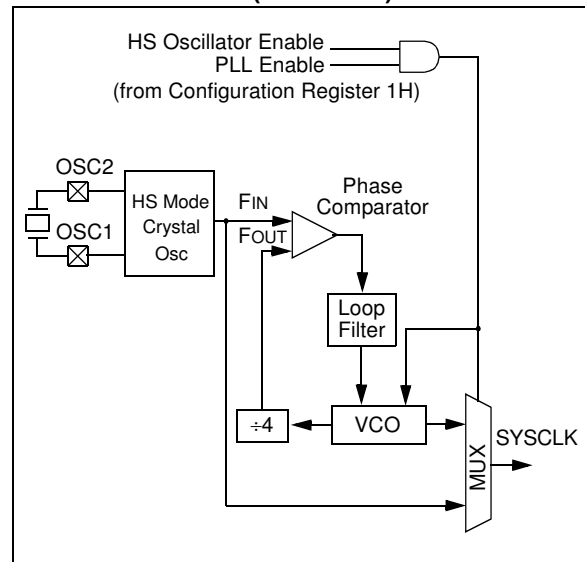 HS Oscillator Enable
PLL Enable
(from Configuration Register 1H)
OSC2
OSC1
HS Mode
Crystal
Osc
FIN
FOUT
Phase
Comparator
Loop
Filter
÷4
VCO
MUX
SYSCLK